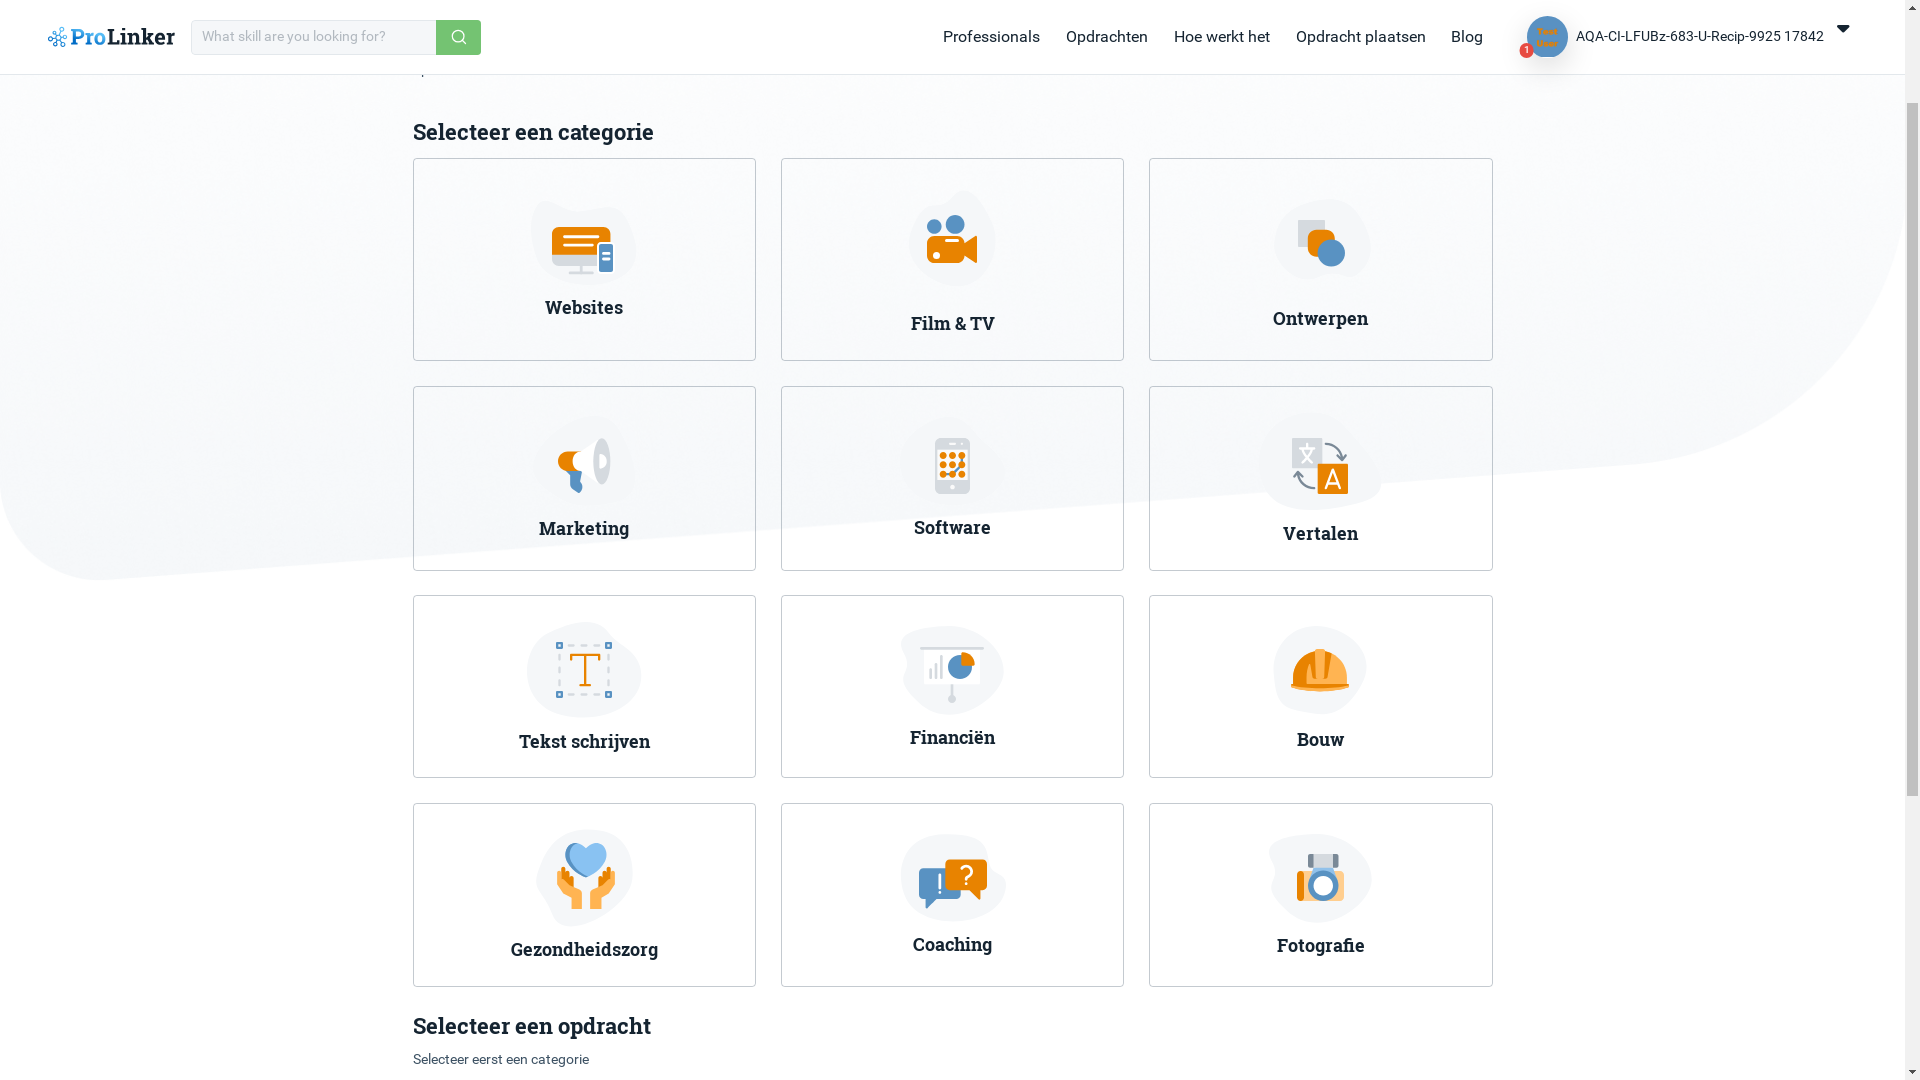 ProLinker
What skill are you looking for?
Professionals
Opdrachten
Hoe werkt het
Opdracht plaatsen
Blog
1
AQA-CI-LFUBz-683-U-Recip-9925 17842
Selecteer een categorie
Websites
Film & TV
Ontwerpen
Marketing
Software
Vertalen
Tekst schrijven
Financiën
Bouw
Gezondheidszorg
Coaching
Fotografie
Selecteer een opdracht
Selecteer eerst een categorie